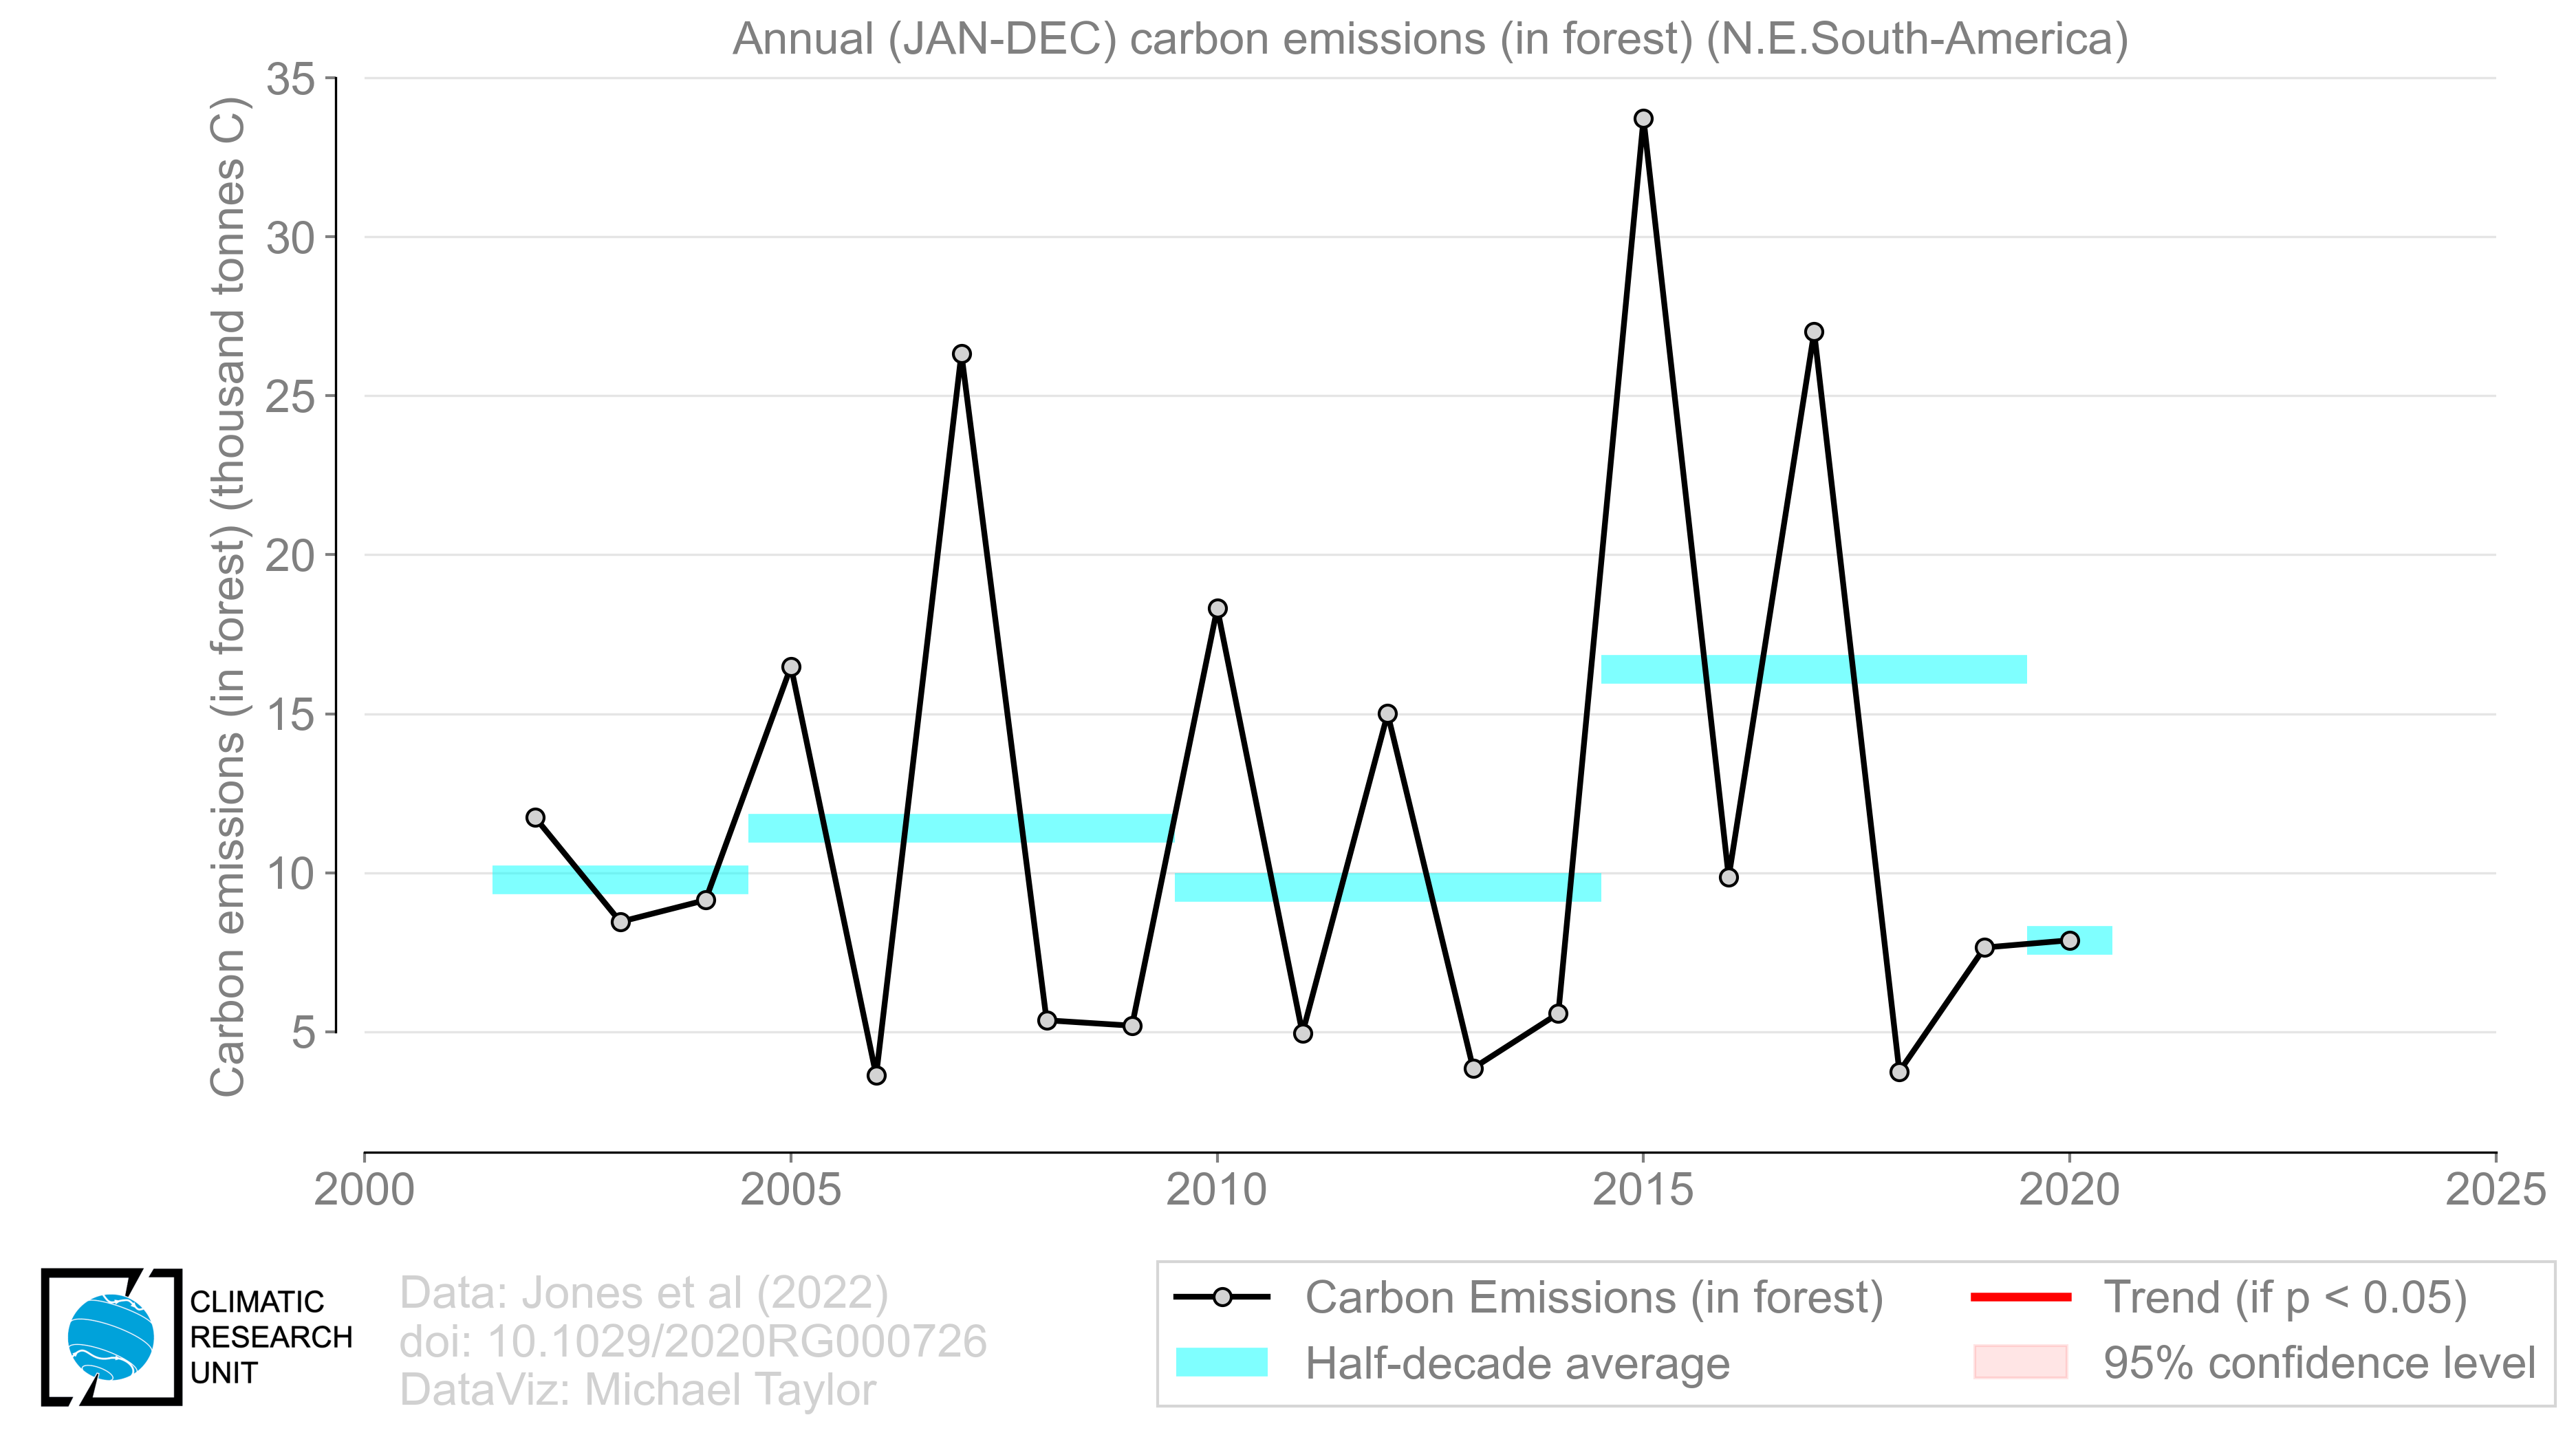 Annual (JAN-DEC) carbon emissions (in forest) (N.E.South-America)
Carbon emissions (in forest) (thousand tonnes C)
35
30
25
20
15
10
5
2000
2005
2010
2015
2020
2025
CLIMATIC
RESEARCH
UNIT
Data: Jones et al (2022)
doi: 10.1029/2020RG000726
DataViz: Michael Taylor
Carbon Emissions (in forest)
Half-decade average
Trend (if p < 0.05)
95% confidence level